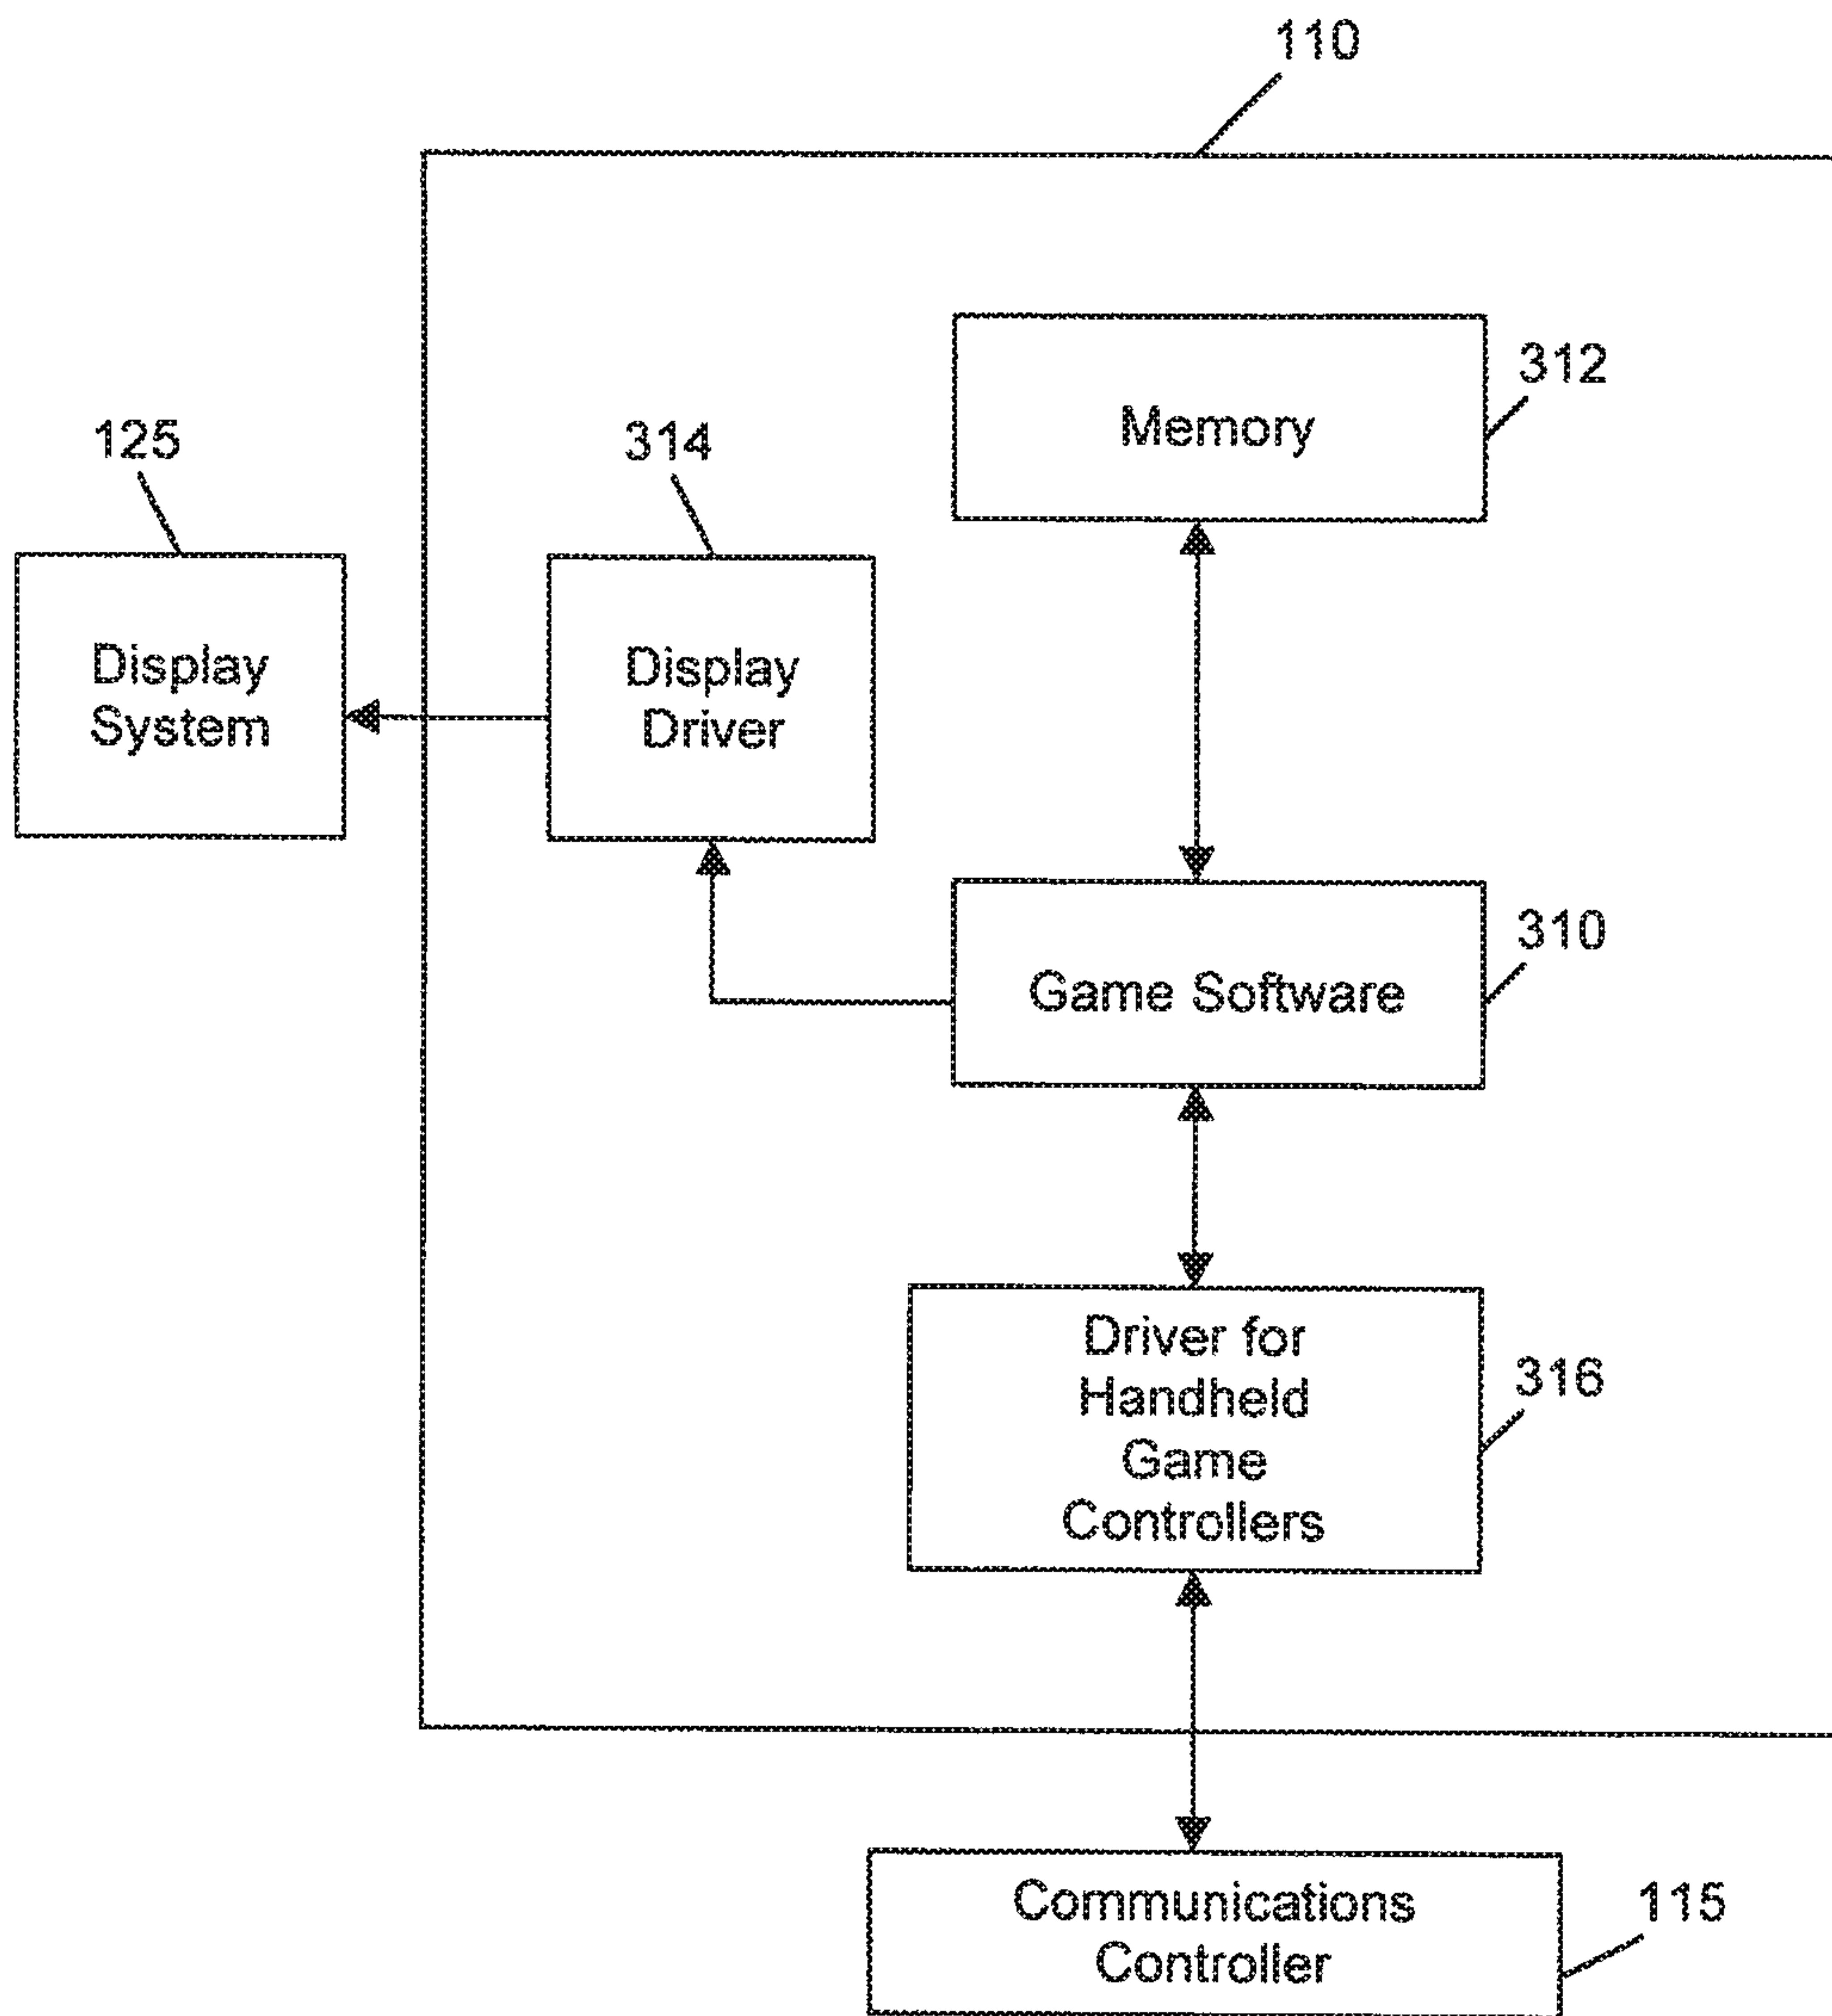 110
312
Memory
125
314
Display
System
Display
Driver
310
Game Software
Driver for
Handheld
Game
Controllers
316
Communications
Controller
115